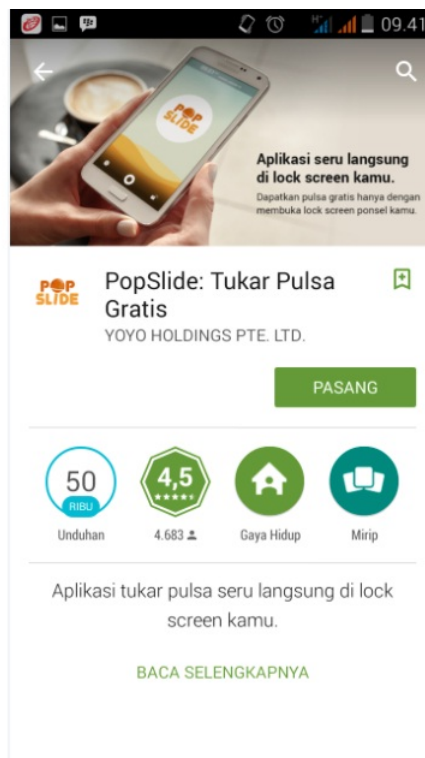 H+
09.41
POP
SLIDE
Aplikasi seru langsung
di lock screen kamu.
Dapatkan pulsa gratis hanya dengan
membuka lock screen ponsel kamu.
POP
SLIDE
PopSlide: Tukar Pulsa
Gratis
YOYO HOLDINGS PTE. LTD.
PASANG
50
RIBU
4,5
Unduhan
4.683
Gaya Hidup
Mirip
Aplikasi tukar pulsa seru langsung di lock
screen kamu.
BACA SELENGKAPNYA